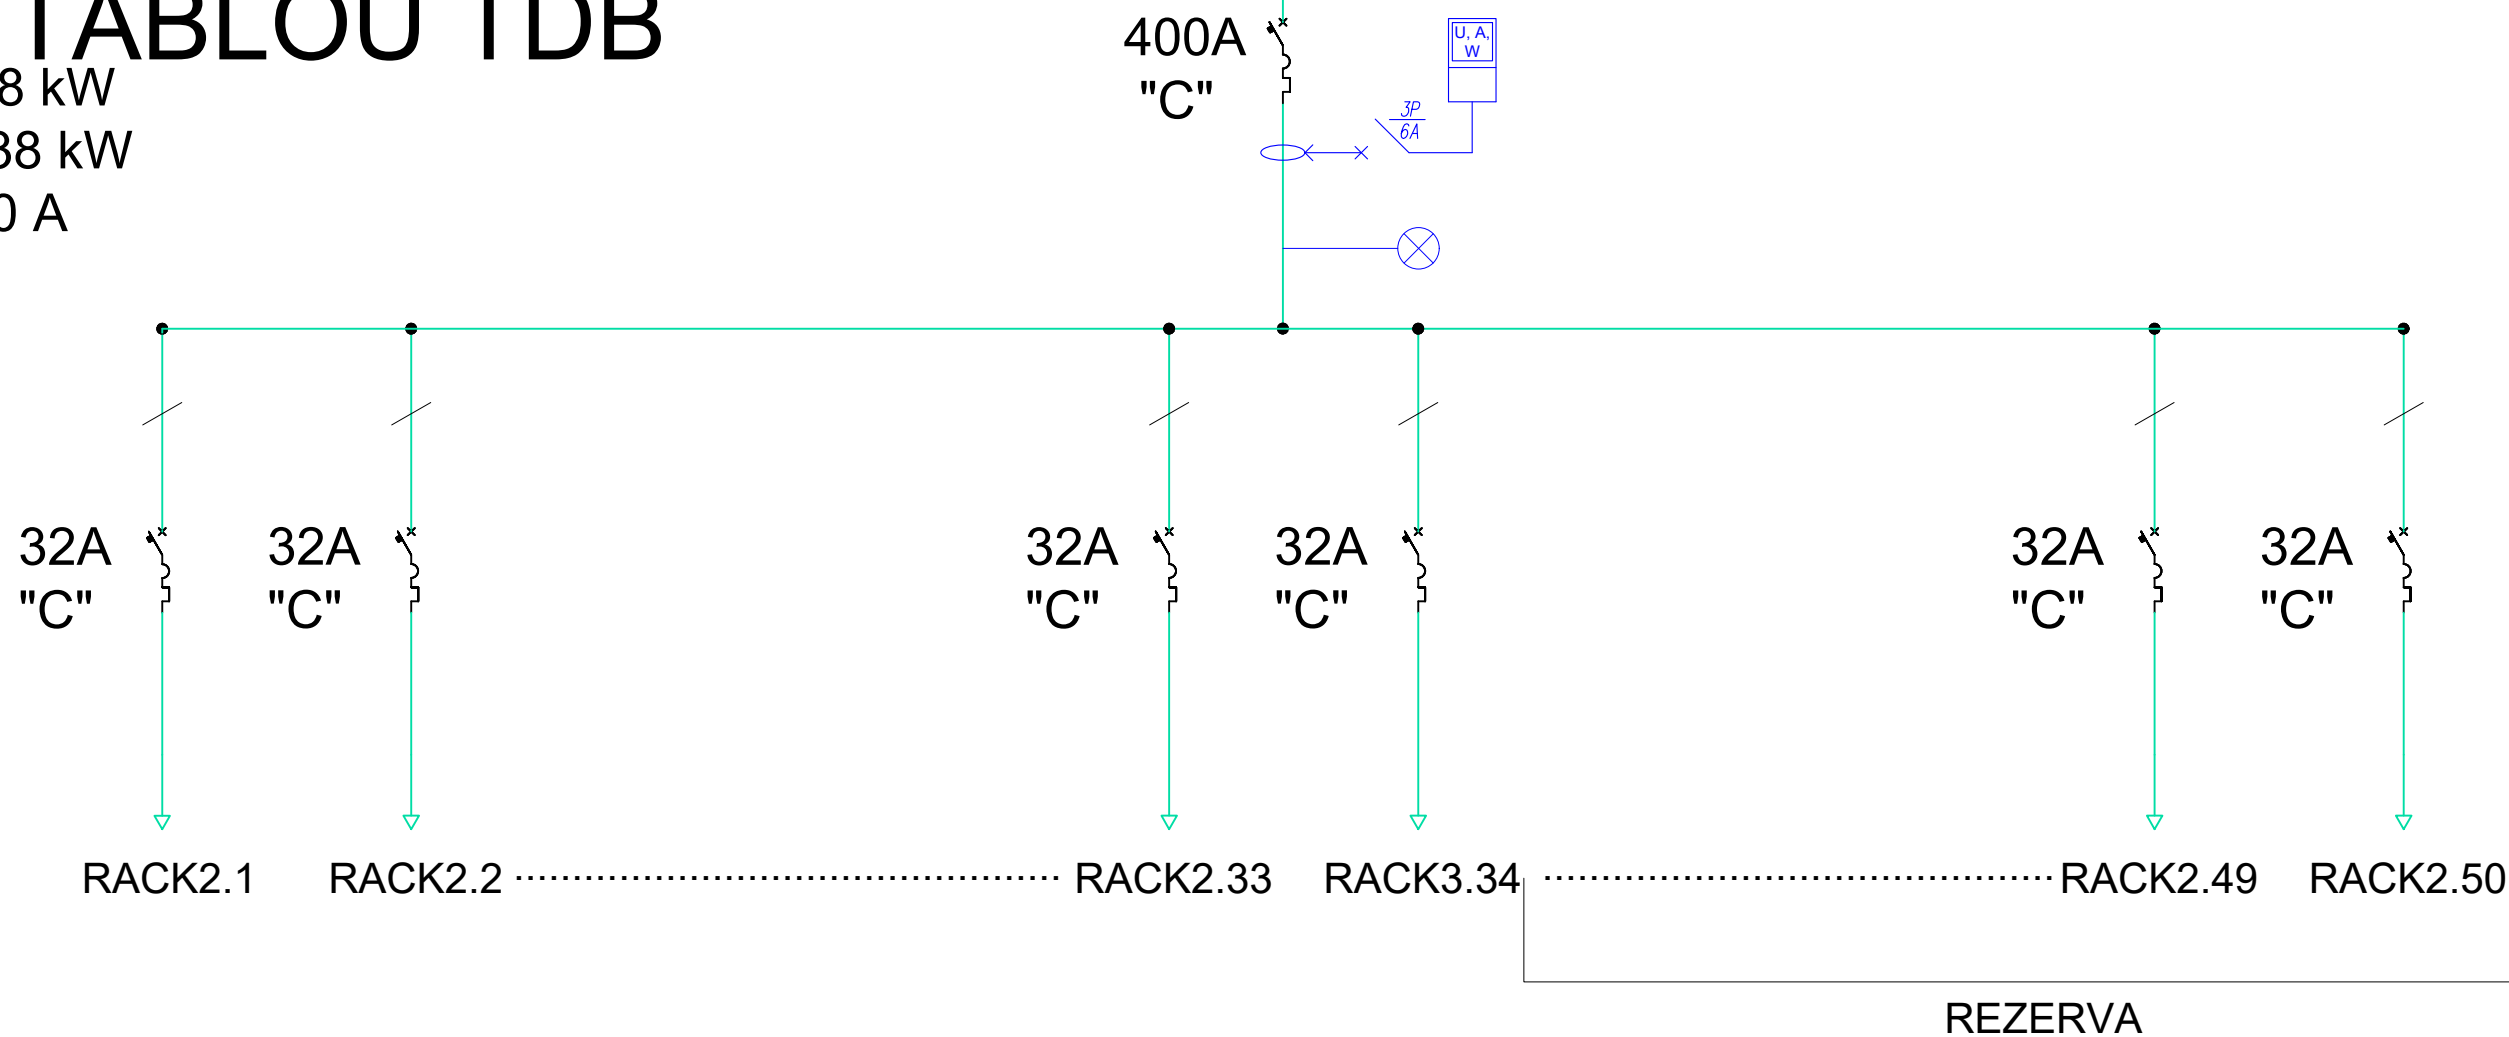 TABLOU TDB
8 kW
38 kW
0 A
400A
"C"
U, A,
W
3P
6A
32A
"C"
32A
"C"
32A
"C"
32A
"C"
32A
"C"
32A
"C"
RACK2.1
RACK2.2
RACK2.33
RACK3.34
RACK2.49
RACK2.50
REZERVA